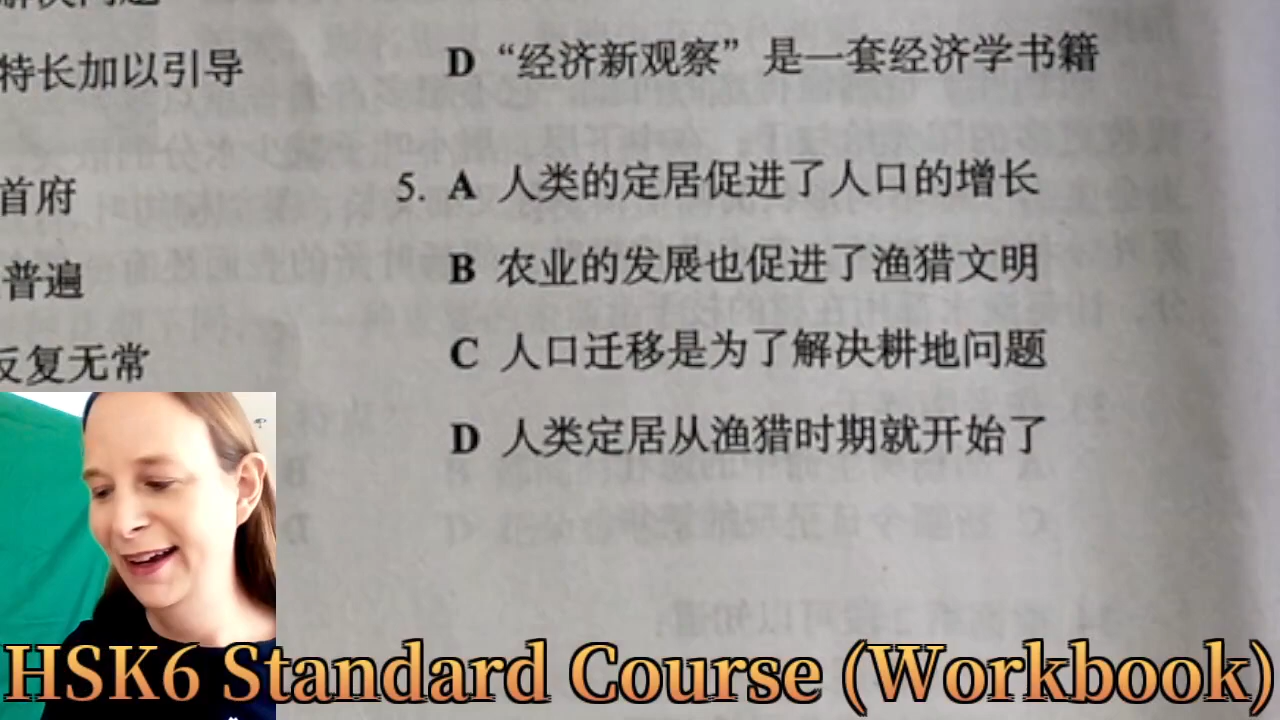 解决问题
特长加以引导
首府
普遍
反复无常
D “经济新观察”是一套经济学书籍
5. A 人类的定居促进了人口的增长
B 农业的发展也促进了渔猎文明
C 人口迁移是为了解决耕地问题
D 人类定居从渔猎时期就开始了
HSK6 Standard Course (Workbook)